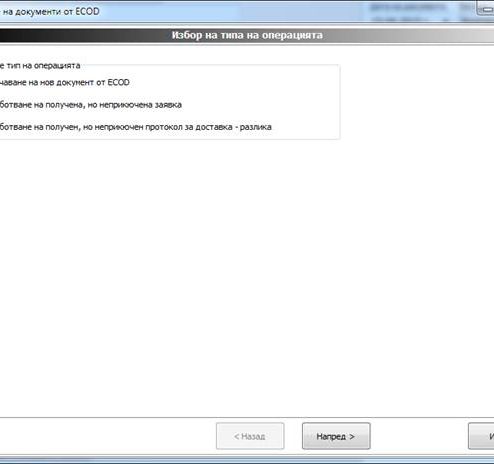 на документи от ECOD
Избор на типа на операцията
е тип на операцията
чаване на нов документ от ECOD
ботване на получена, но неприключена заявка
ботване на получен, но неприключен протокол за доставка - разлика
< Назад
Напред >
И